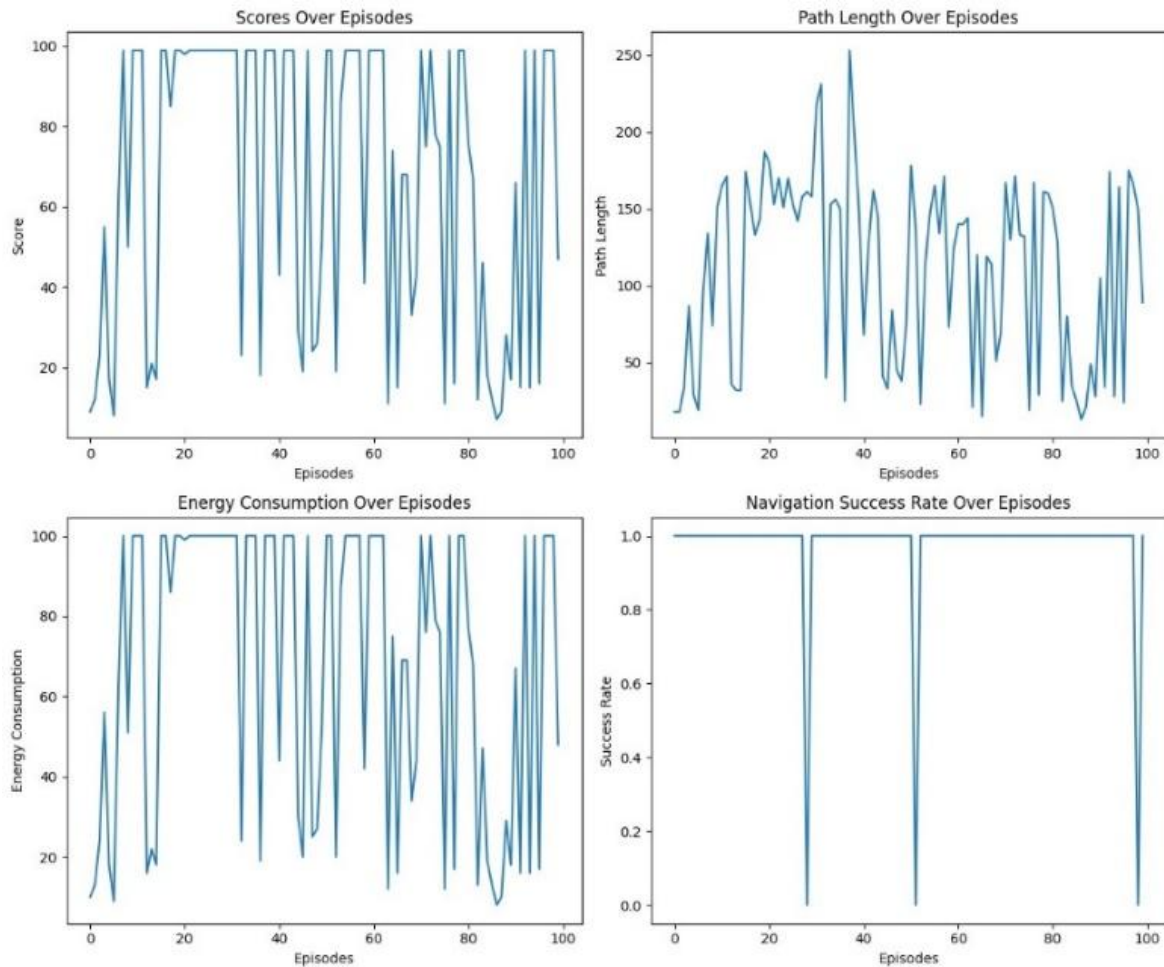 Scores Over Episodes
100
80
60
40
20
Score
0 20 40 60 80 100
Episodes
Path Length Over Episodes
250
200
150
100
50
Path Length
0 20 40 60 80 100
Episodes
Energy Consumption Over Episodes
100
80
60
40
20
Energy Consumption
0 20 40 60 80 100
Episodes
Navigation Success Rate Over Episodes
1.0
0.8
0.6
0.4
0.2
0.0
Success Rate
0 20 40 60 80 100
Episodes